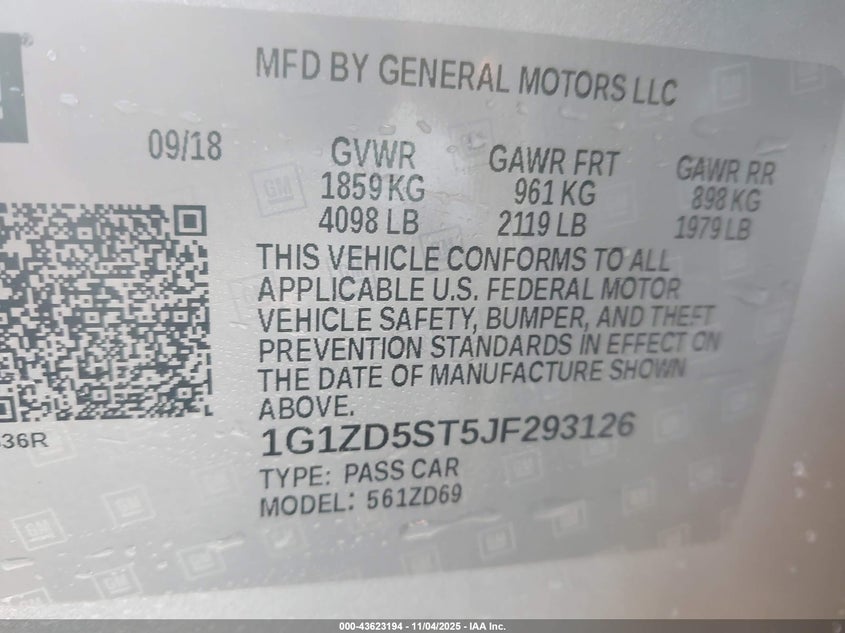 MFD BY GENERAL MOTORS LLC
09/18
GVWR
1859 KG
4098 LB
GAWR FRT
961 KG
2119 LB
GAWR RR
898 KG
1979 LB
THIS VEHICLE CONFORMS TO ALL
APPLICABLE U.S. FEDERAL MOTOR
VEHICLE SAFETY, BUMPER, AND THEFT
PREVENTION STANDARDS IN EFFECT ON
THE DATE OF MANUFACTURE SHOWN
ABOVE.
36R
1G1ZD5ST5JF293126
TYPE: PASS CAR
MODEL: 561ZD69
GM
000-43623194 - 11/04/2025 - IAA Inc.